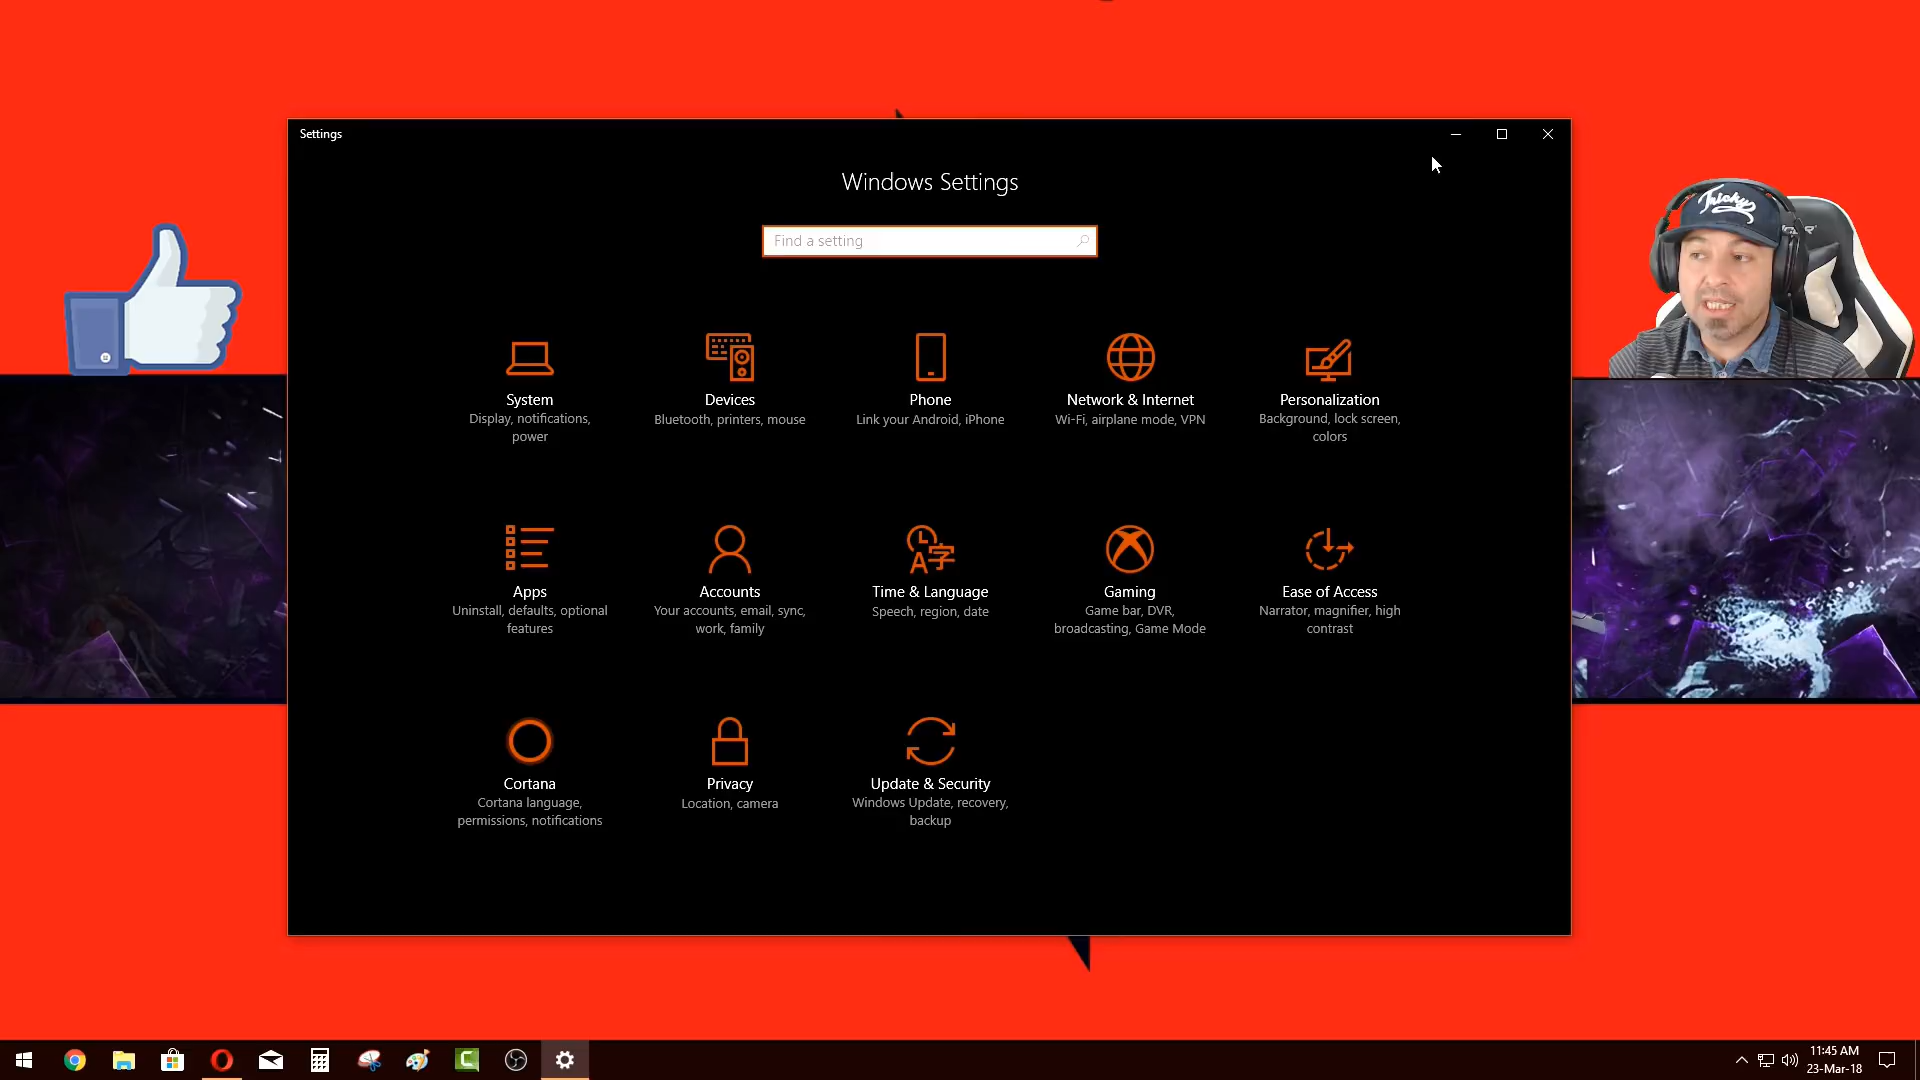 Settings
Windows Settings
Find a setting
System
Display, notifications,
power
Devices
Bluetooth, printers, mouse
Phone
Link your Android, iPhone
Network & Internet
Wi-Fi, airplane mode, VPN
Personalization
Background, lock screen,
colors
Apps
Uninstall, defaults, optional
features
Accounts
Your accounts, email, sync,
work, family
Time & Language
Speech, region, date
Gaming
Game bar, DVR,
broadcasting, Game Mode
Ease of Access
Narrator, magnifier, high
contrast
Cortana
Cortana language,
permissions, notifications
Privacy
Location, camera
Update & Security
Windows Update, recovery,
backup
Tricky
11:45 AM
23-Mar-18